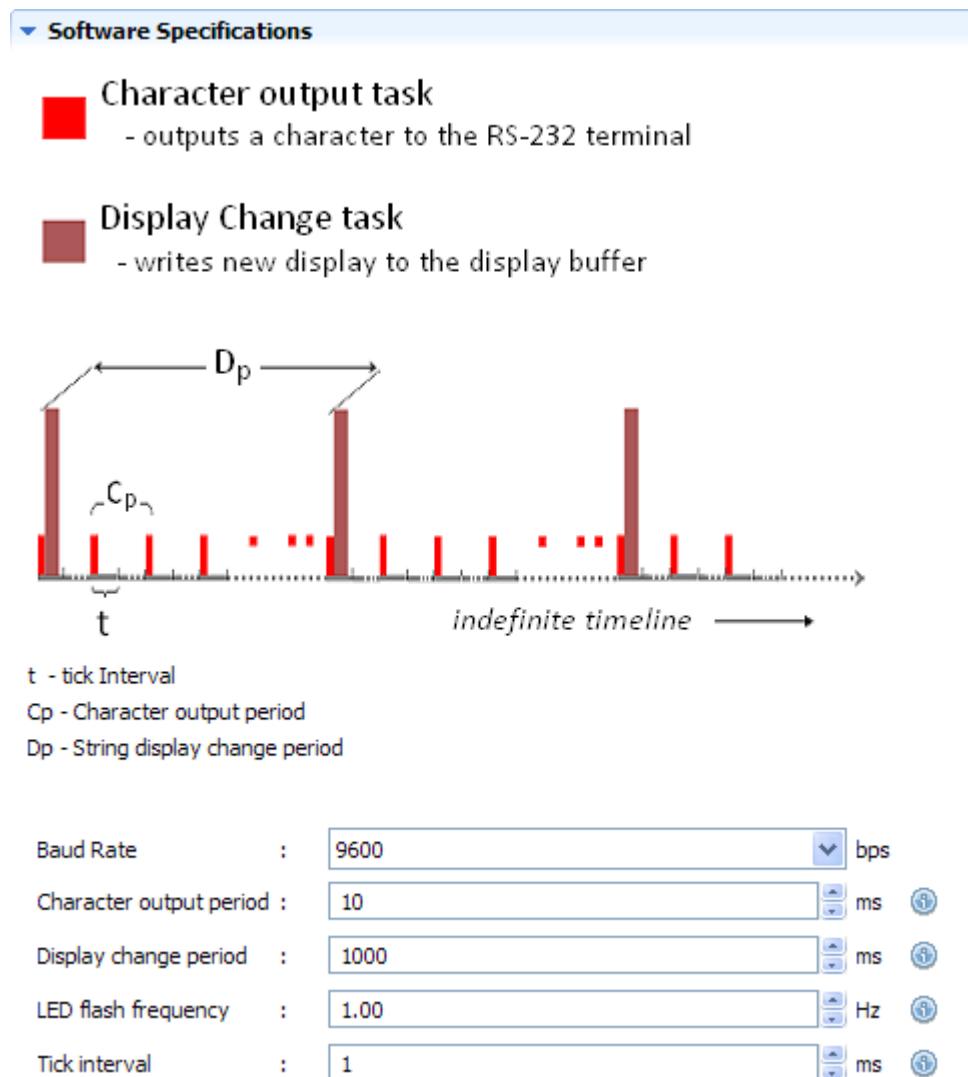 Software Specifications
Character output task
- outputs a character to the RS-232 terminal
Display Change task
- writes new display to the display buffer
Dp
Cp
t
indefinite timeline
t - tick Interval
Cp - Character output period
Dp - String display change period
Baud Rate : 9600 bps
Character output period : 10 ms
Display change period : 1000 ms
LED flash frequency : 1.00 Hz
Tick interval : 1 ms